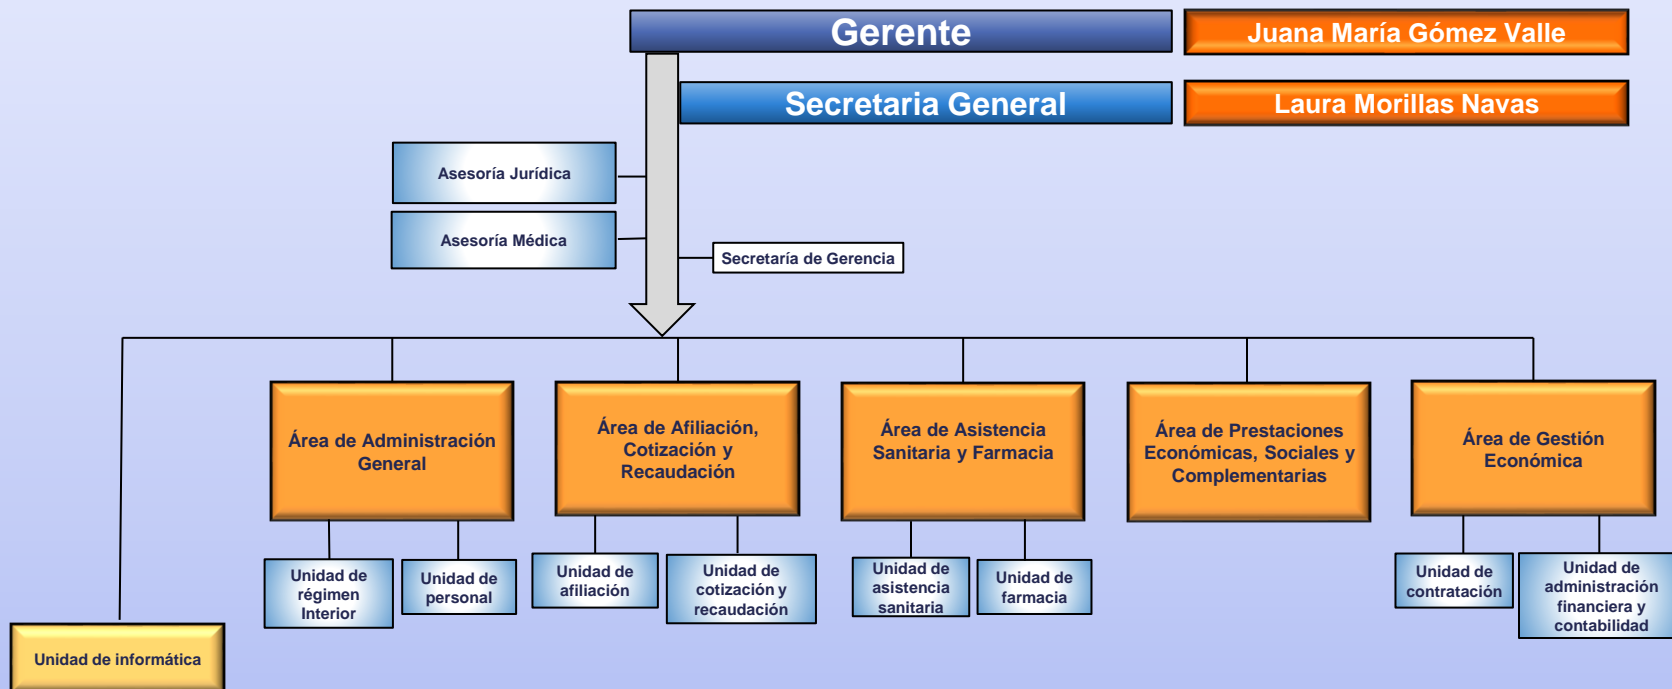 Gerente
Juana María Gómez Valle
Secretaria General
Laura Morillas Navas
Asesoría Jurídica
Asesoría Médica
Secretaría de Gerencia
Área de Administración
General
Área de Afiliación,
Cotización y
Recaudación
Área de Asistencia
Sanitaria y Farmacia
Área de Prestaciones
Económicas, Sociales y
Complementarias
Área de Gestión
Económica
Unidad de
régimen
Interior
Unidad de
personal
Unidad de
afiliación
Unidad de
cotización y
recaudación
Unidad de
asistencia
sanitaria
Unidad de
farmacia
Unidad de
contratación
Unidad de
administración
financiera y
contabilidad
Unidad de informática